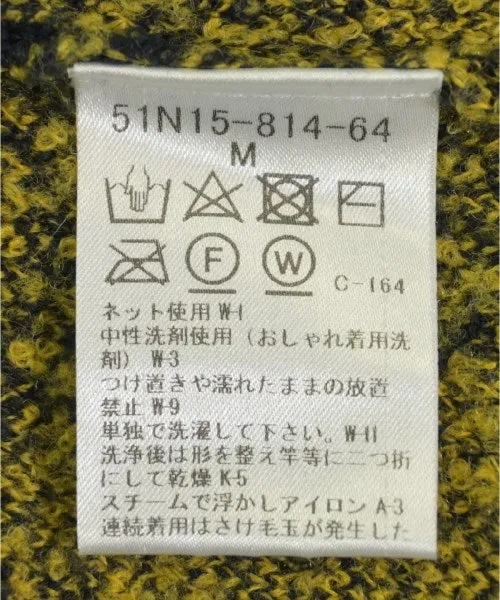 51N15-814-64
M
F W C-164
ネット使用 W-1
中性洗剤使用（おしゃれ着用洗
剤）W-3
つけ置きや濡れたままの放置
禁止 W-9
単独で洗濯して下さい。W-11
洗浄後は形を整え竿等に二つ折
にして乾燥 K-5
スチームで浮かしアイロン A-3
連続着用はさけ毛玉が発生した